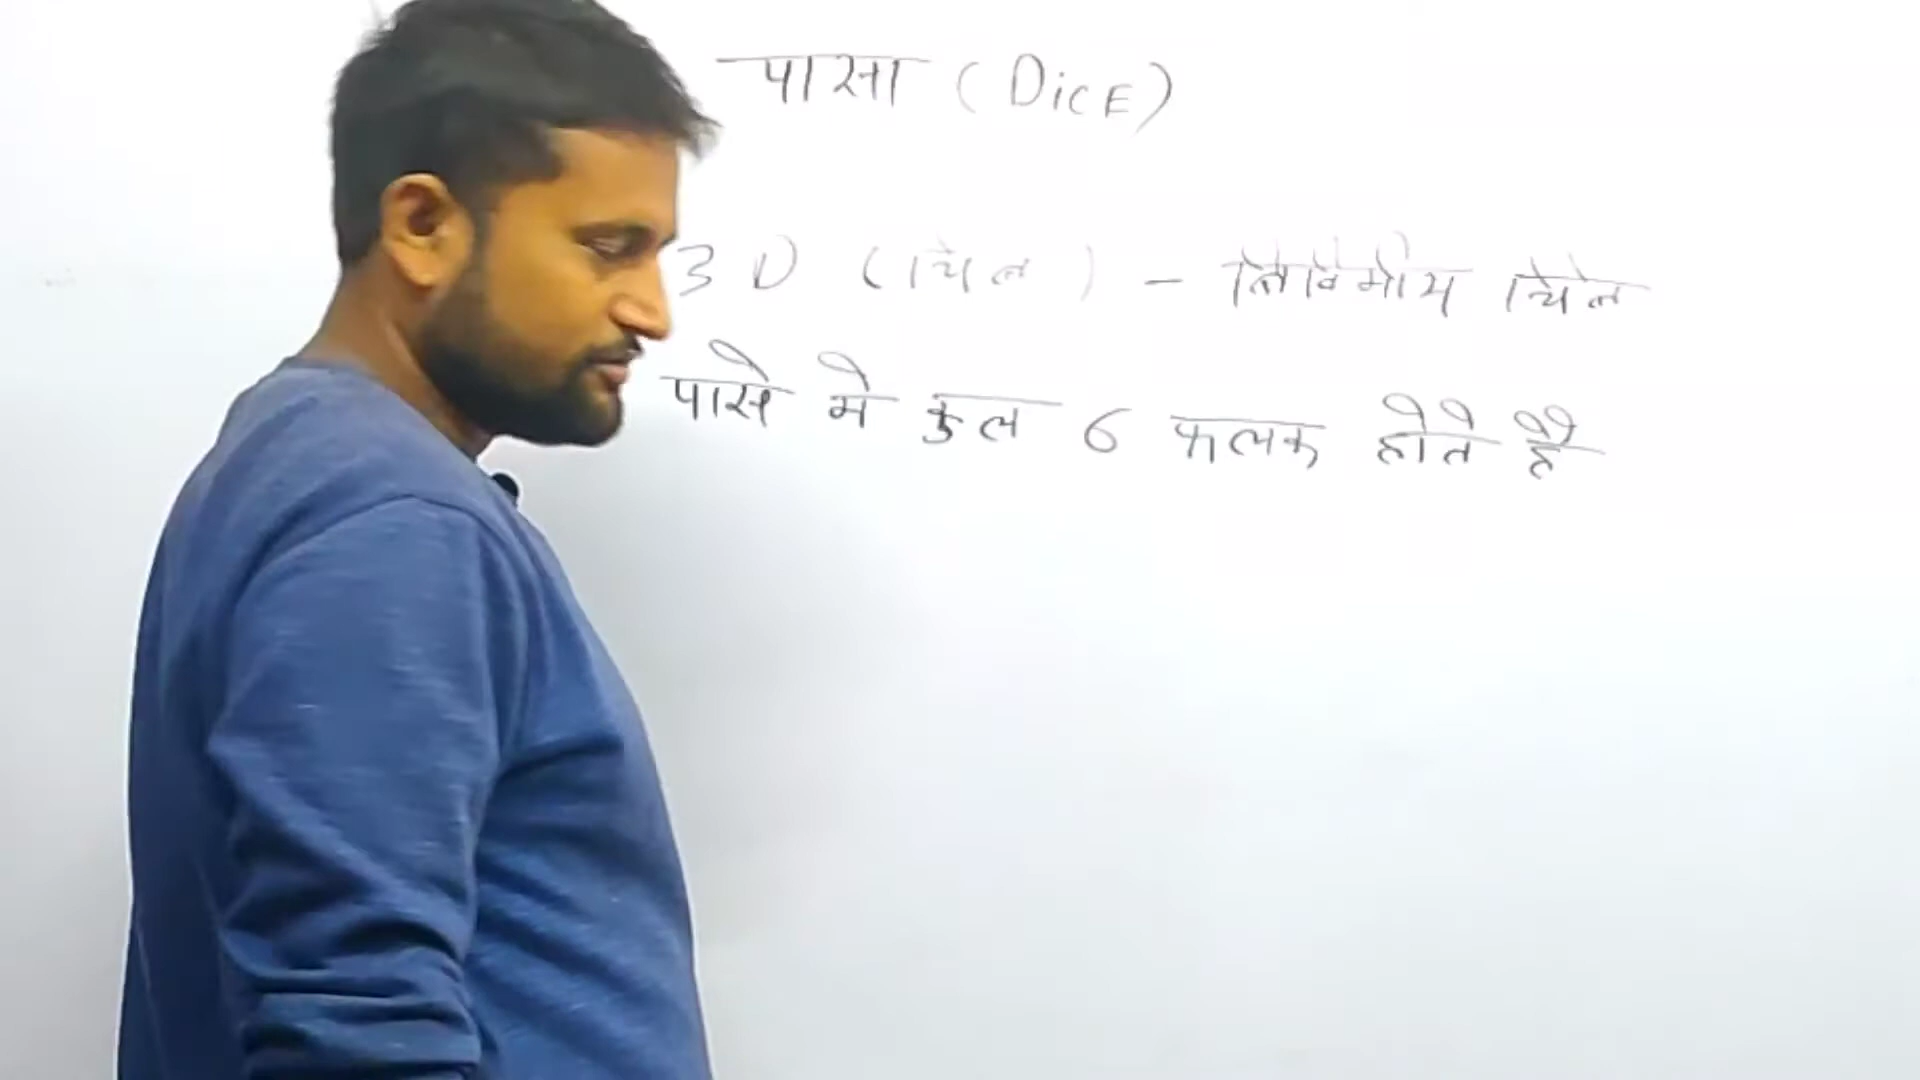 पासा (DicE)
3D (चित्र) - त्रिविमीय चित्र
पासे मे कुल 6 फलक होते है